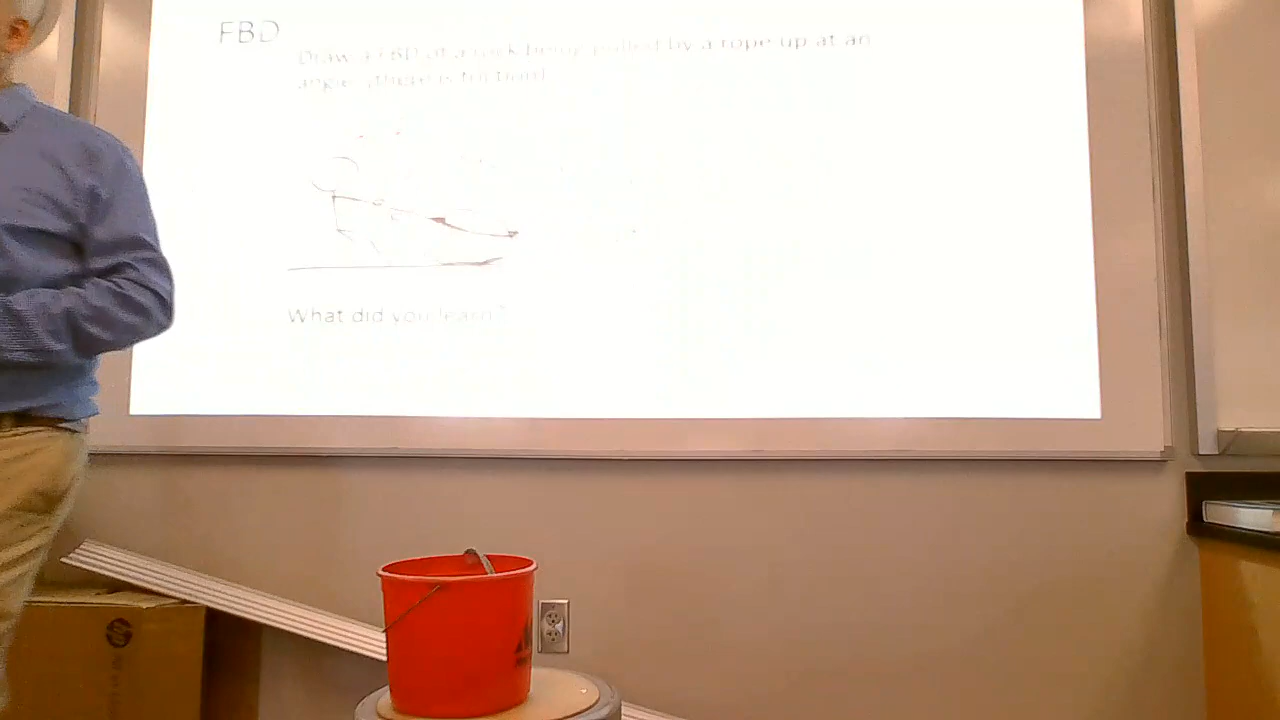 FBD
Draw a FBD of a rock being pulled by a rope up at an
angle. (there is friction)
What did you learn?
hp